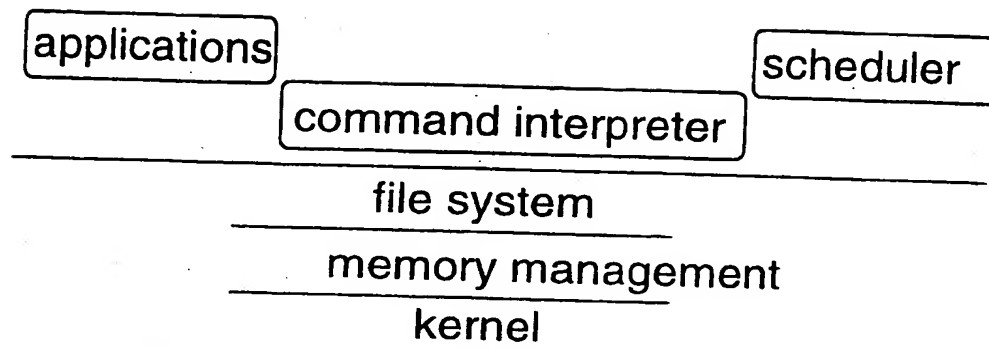 applications
scheduler
command interpreter
file system
memory management
kernel